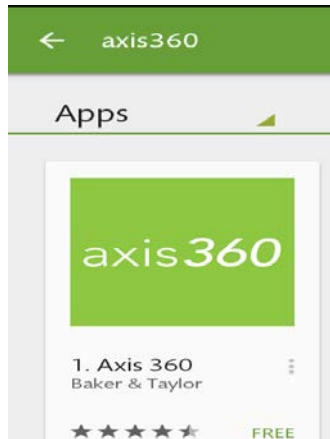 axis360
Apps
axis360
1. Axis 360
Baker & Taylor
FREE